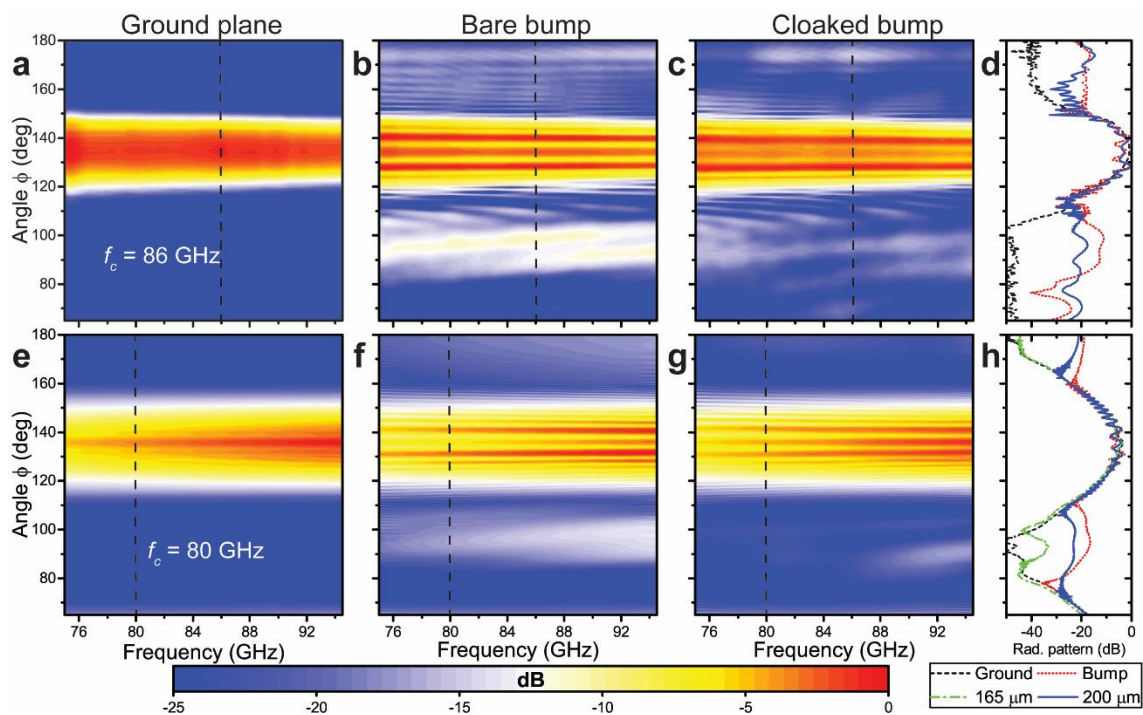 Ground plane Bare bump Cloaked bump
a b c d
180
160
140
120
100
80
Angle ϕ (deg)
f_c = 86 GHz
e f g h
180
160
140
120
100
80
Angle ϕ (deg)
f_c = 80 GHz
76 80 84 88 92 76 80 84 88 92 76 80 84 88 92 -40 -20 0
Frequency (GHz) Frequency (GHz) Frequency (GHz) Rad. pattern (dB)
dB
-25 -20 -15 -10 -5 0
Ground Bump
165 μm 200 μm